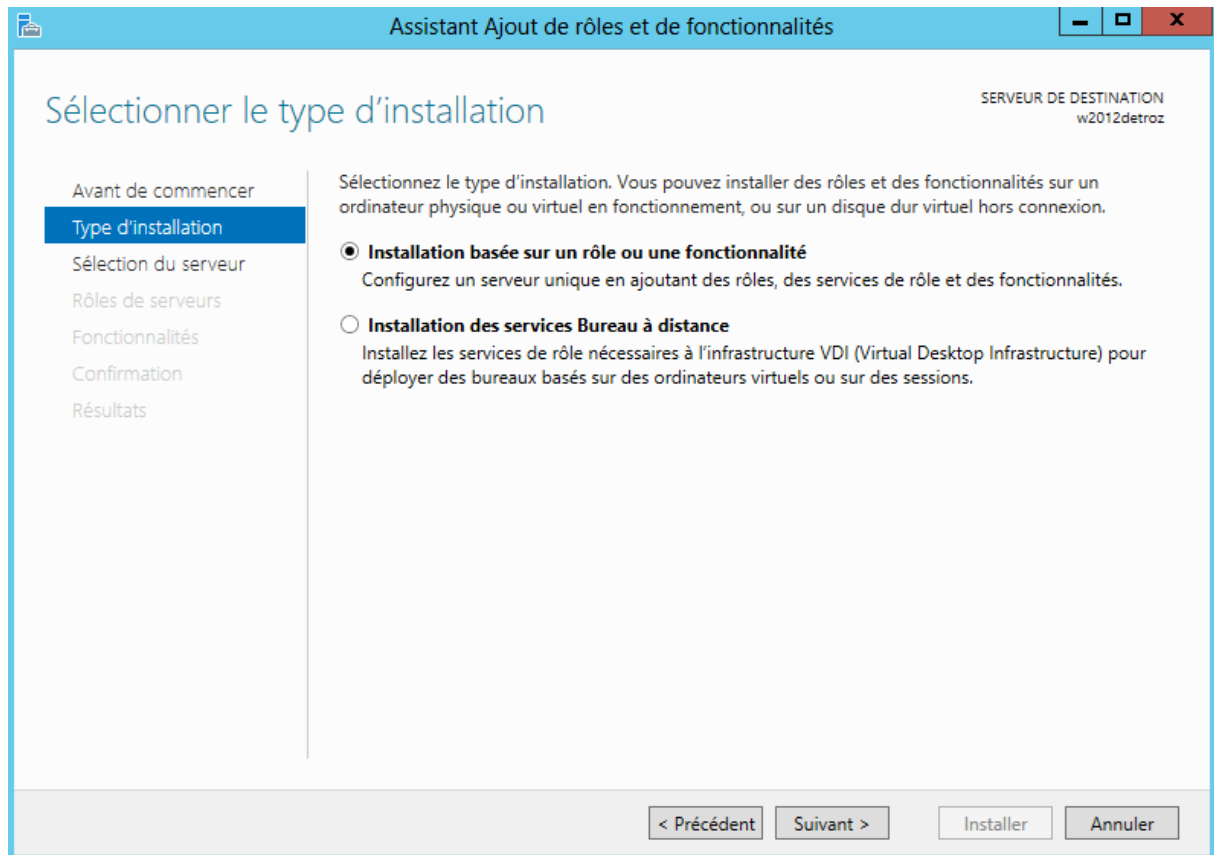 Assistant Ajout de rôles et de fonctionnalités
Sélectionner le type d’installation
SERVEUR DE DESTINATION
w2012detroz
Avant de commencer
Type d’installation
Sélection du serveur
Rôles de serveurs
Fonctionnalités
Confirmation
Résultats
Sélectionnez le type d’installation. Vous pouvez installer des rôles et des fonctionnalités sur un
ordinateur physique ou virtuel en fonctionnement, ou sur un disque dur virtuel hors connexion.
Installation basée sur un rôle ou une fonctionnalité
Configurez un serveur unique en ajoutant des rôles, des services de rôle et des fonctionnalités.
Installation des services Bureau à distance
Installez les services de rôle nécessaires à l’infrastructure VDI (Virtual Desktop Infrastructure) pour
déployer des bureaux basés sur des ordinateurs virtuels ou sur des sessions.
< Précédent
Suivant >
Installer
Annuler